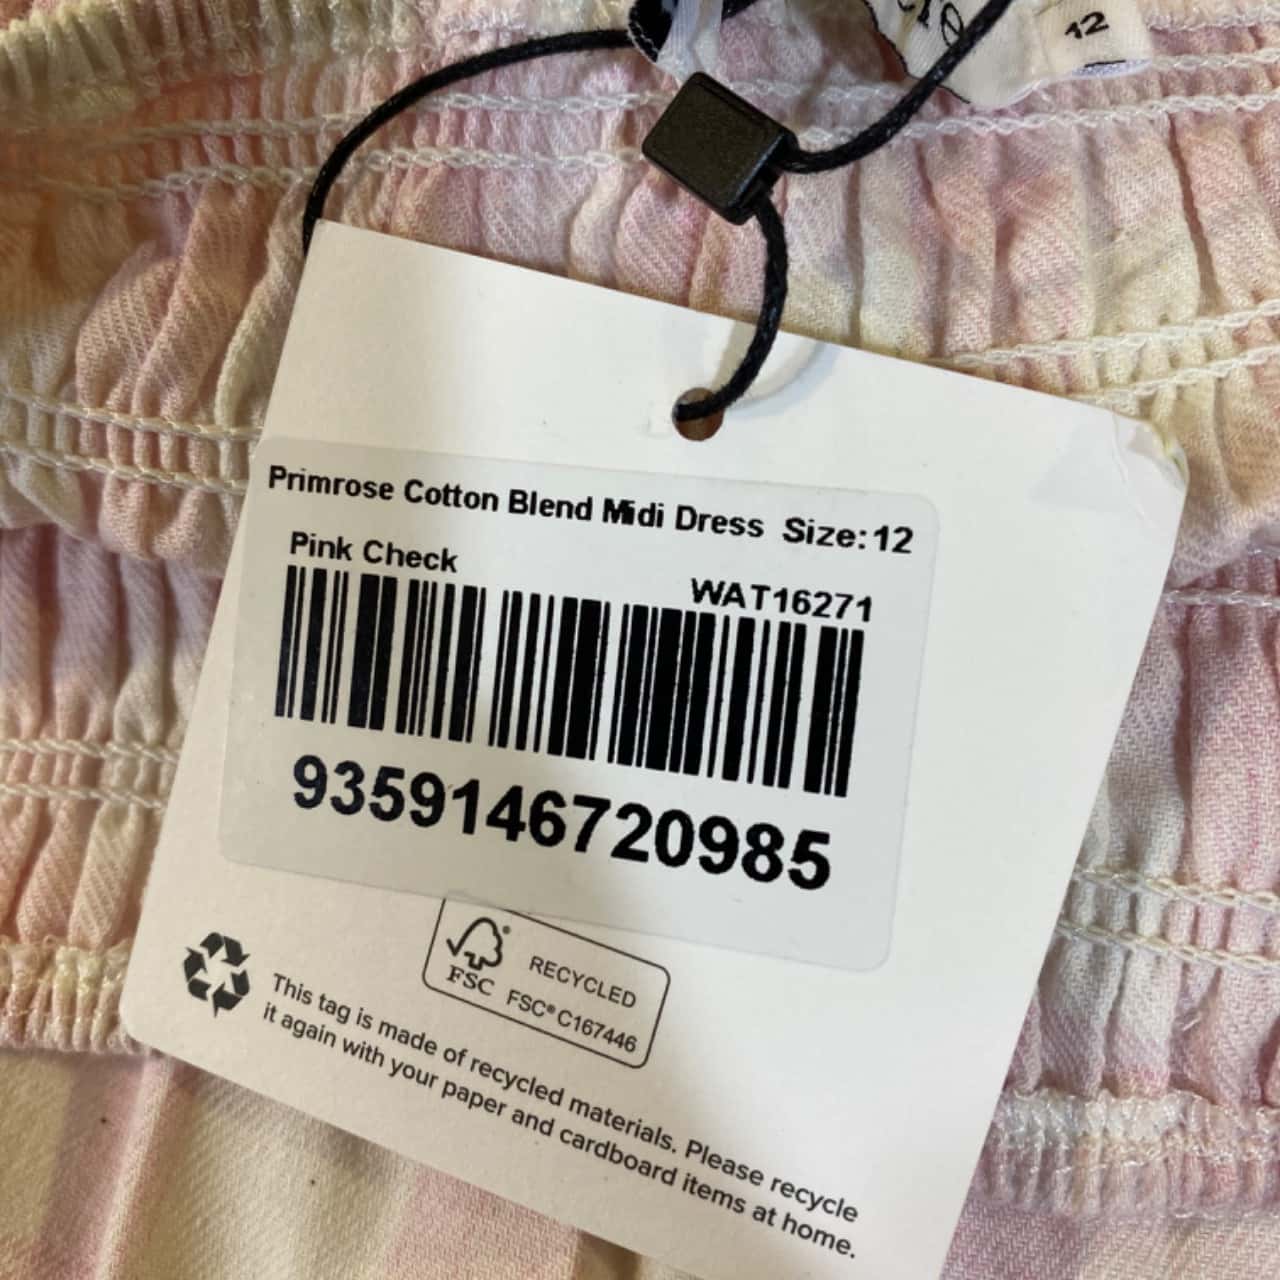 12
Primrose Cotton Blend Midi Dress Size:12
Pink Check
WAT16271
9359146720985
FSC
RECYCLED
FSC® C167446
This tag is made of recycled materials. Please recycle
it again with your paper and cardboard items at home.